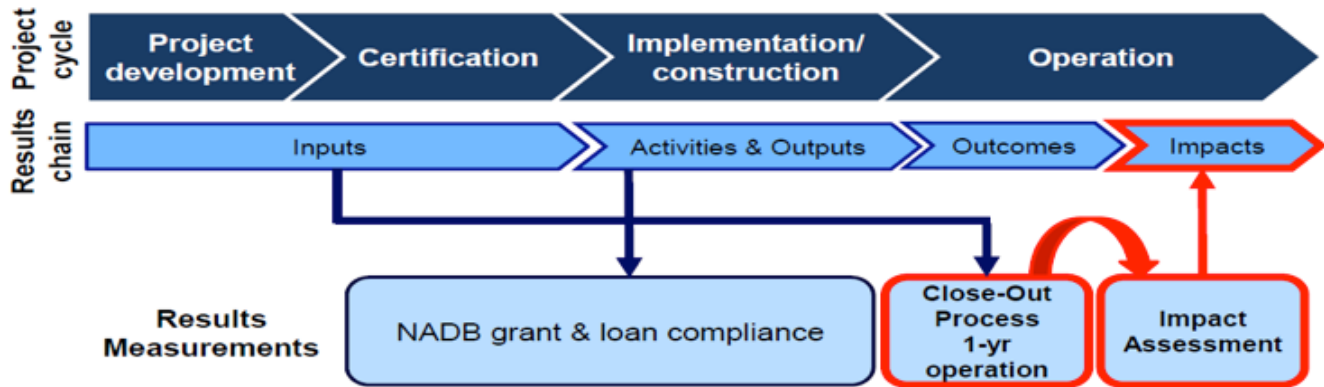 Project
cycle
Project
development
Certification
Implementation/
construction
Operation
Results
chain
Inputs
Activities & Outputs
Outcomes
Impacts
Results
Measurements
NADB grant & loan compliance
Close-Out
Process
1-yr
operation
Impact
Assessment